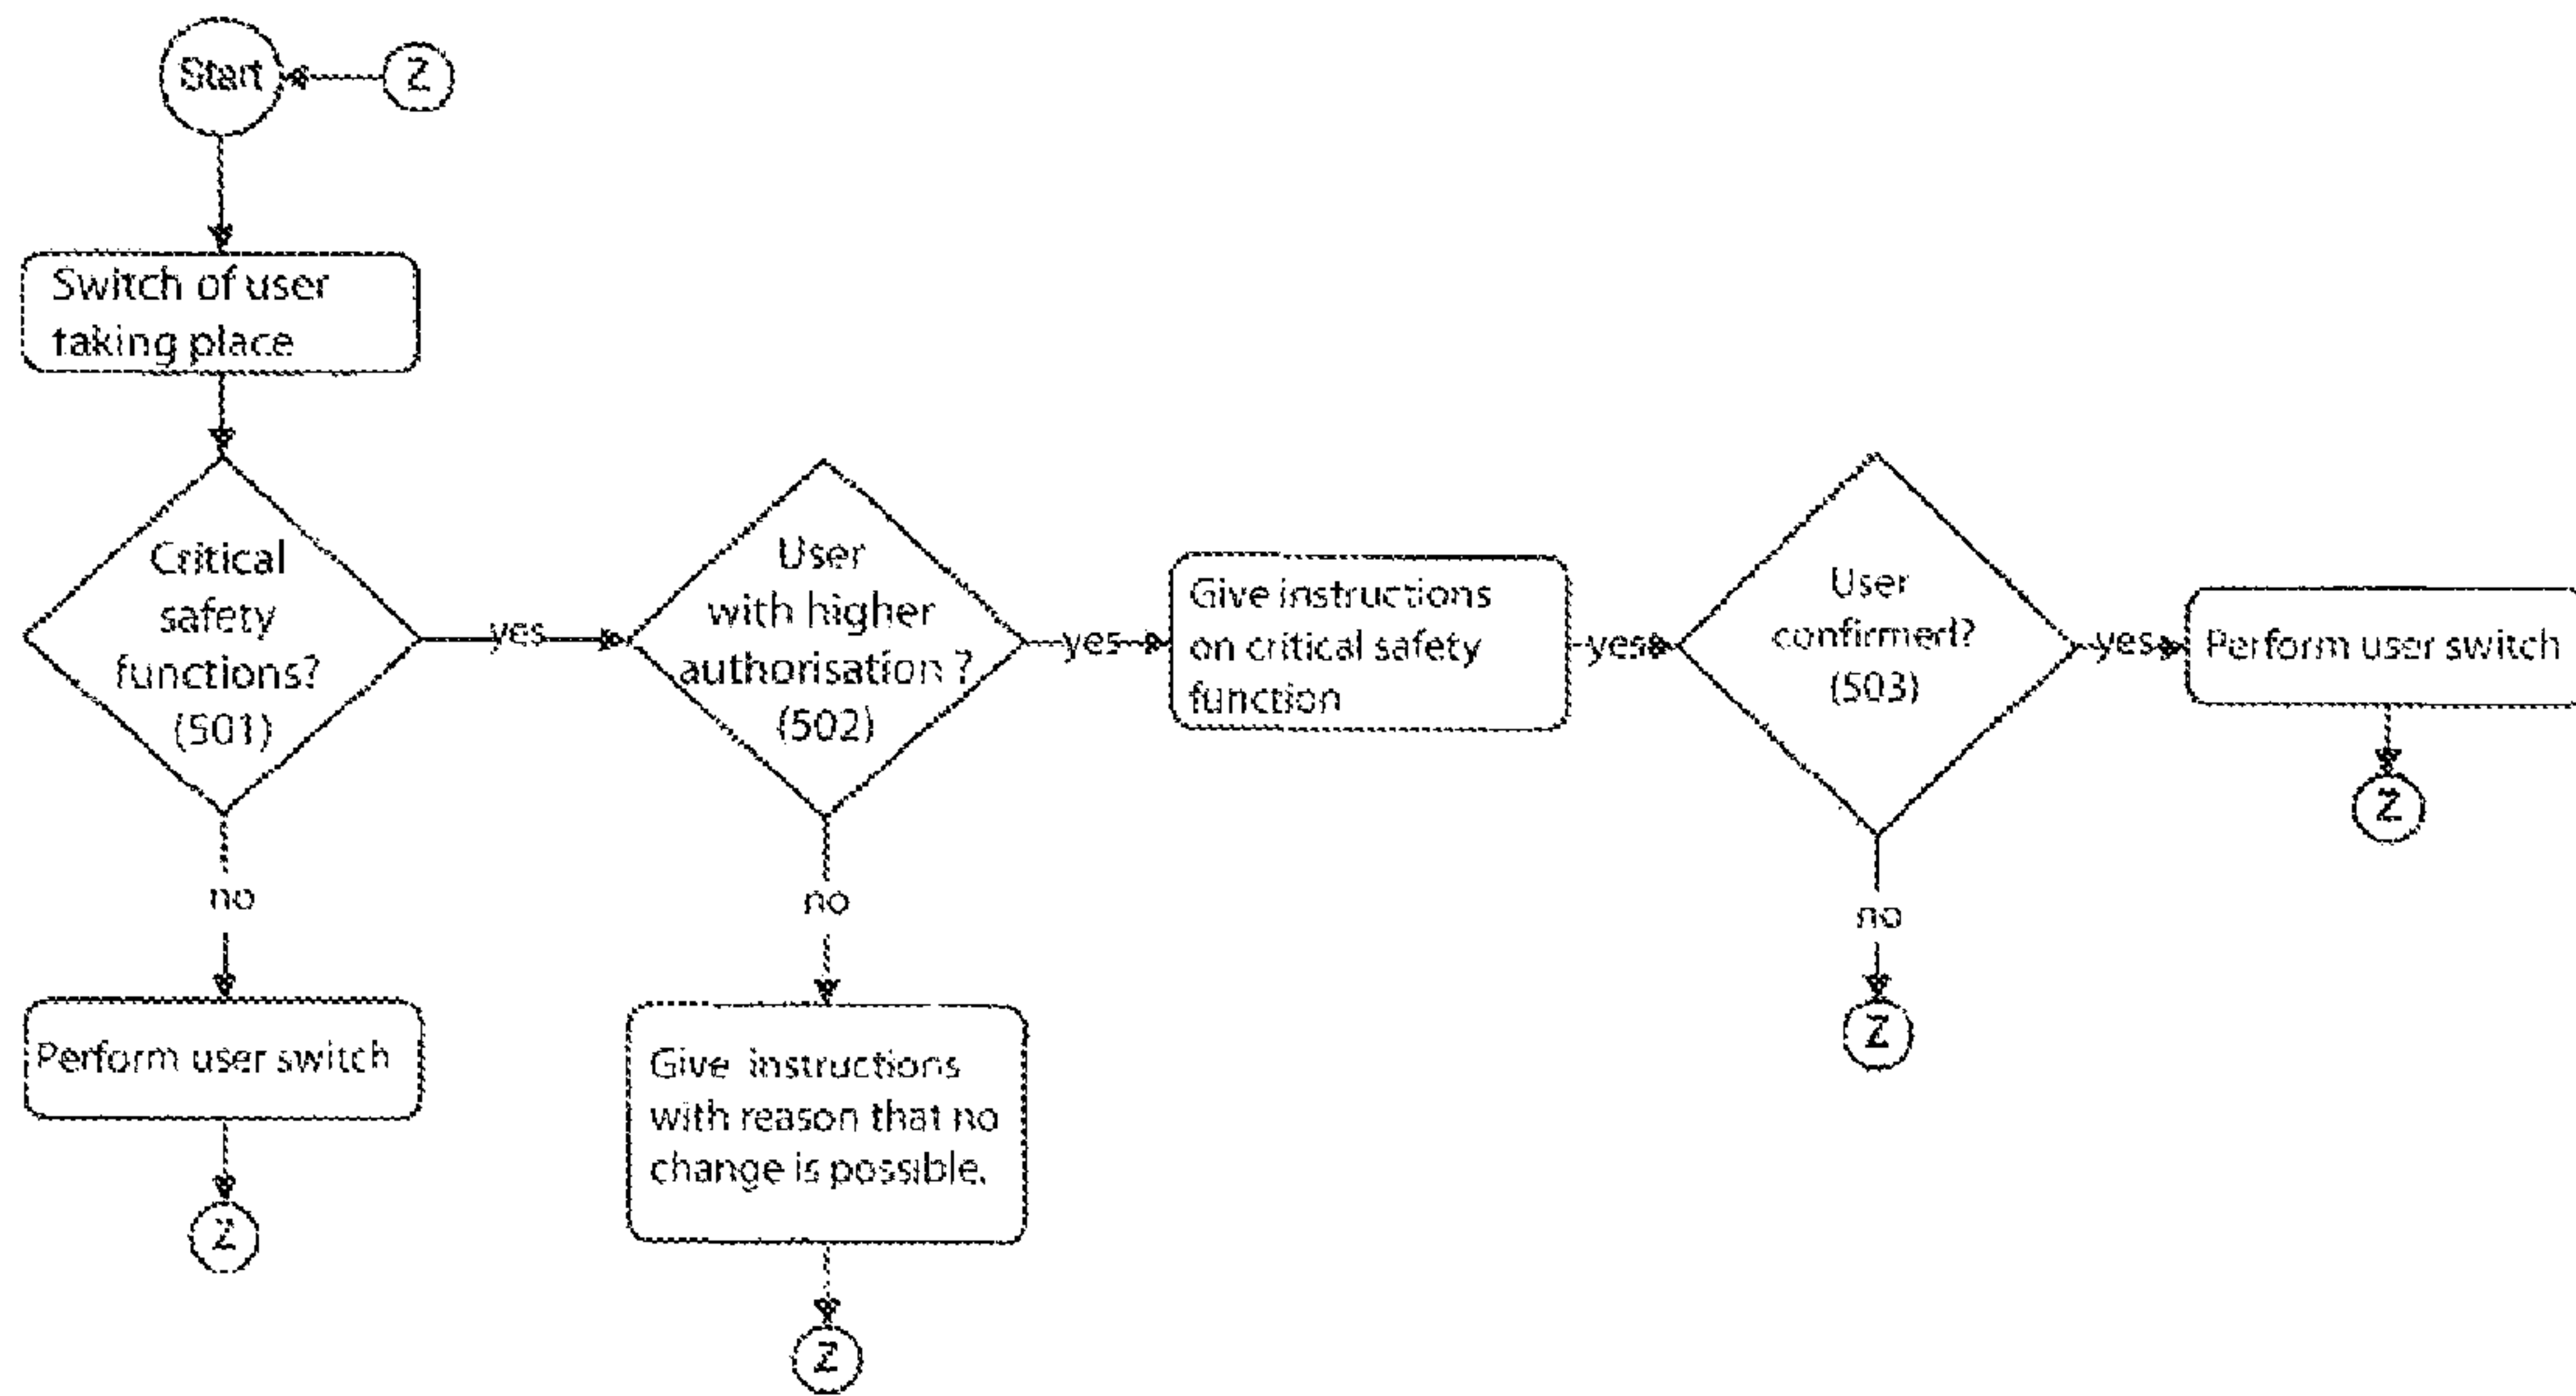 Start
Z
Switch of user
taking place
Critical
safety
functions?
(501)
yes
User
with higher
authorisation ?
(502)
yes
Give instructions
on critical safety
function
yes
User
confirmed?
(503)
yes
Perform user switch
Z
no
no
no
Z
Perform user switch
Give instructions
with reason that no
change is possible.
Z
Z